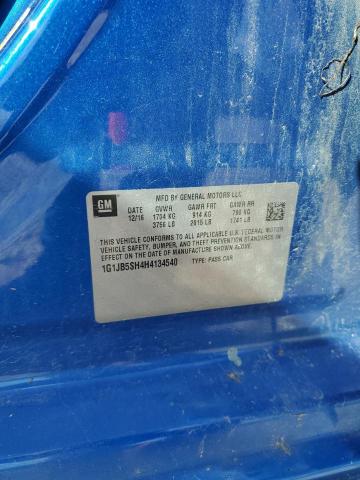 MFD BY GENERAL MOTORS LLC
GM DATE GVWR GAWR FRT GAWR RR
12/16 1704 KG 914 KG 790 KG
3756 LB 2015 LB 1741 LB
THIS VEHICLE CONFORMS TO ALL APPLICABLE U.S. FEDERAL MOTOR
VEHICLE SAFETY, BUMPER, AND THEFT PREVENTION STANDARDS
IN EFFECT ON THE DATE OF MANUFACTURE SHOWN ABOVE.
1G1JB5SH4H4134540 TYPE: PASS CAR